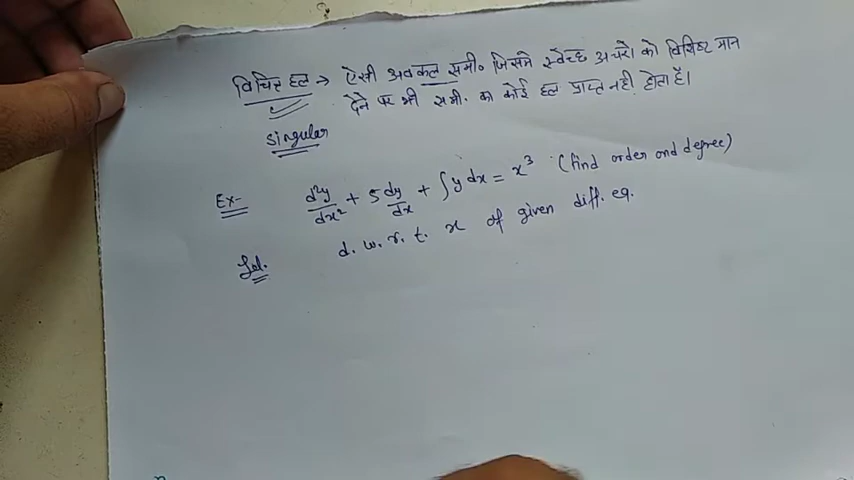 विचित्र हल → ऐसी अवकल समी० जिसमें स्वेच्छ अचरो को विशिष्ट मान
देने पर भी समी. का कोई हल प्राप्त नही होता है।
singular
Ex- d²y/dx² + 5 dy/dx + ∫y dx = x³ (find order and degree)
Sol. d. w. r. t. x of given diff. eq.